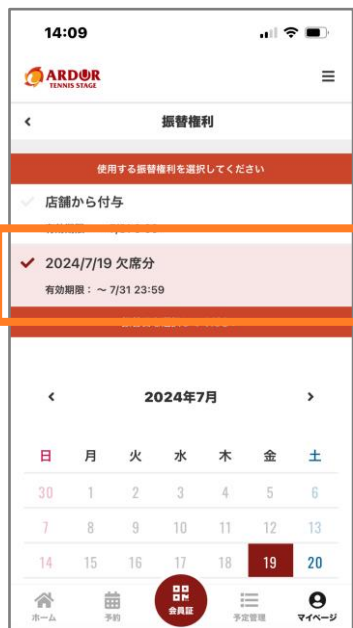 14:09
ARDOR
TENNIS STAGE
振替権利
使用する振替権利を選択してください
店舗から付与
2024/7/19 欠席分
有効期限： ～ 7/31 23:59
2024年7月
日 月 火 水 木 金 土
30 1 2 3 4 5 6
7 8 9 10 11 12 13
14 15 16 17 18 19 20
ホーム 予約 会員証 予定管理 マイページ